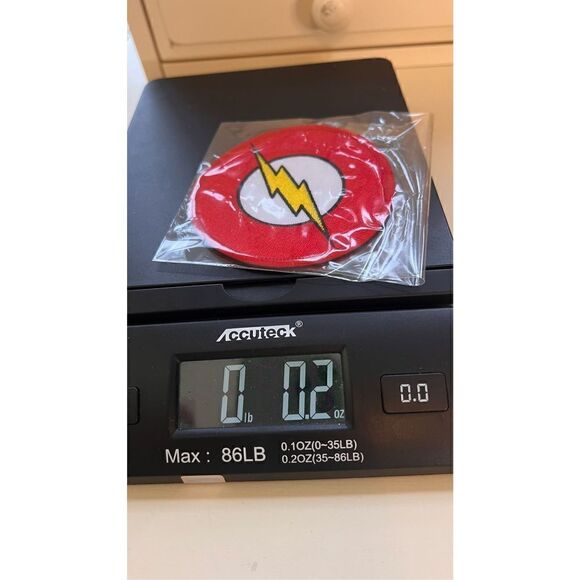 Accuteck®
0 lb 0.2 oz
0.0
Max : 86LB
0.1OZ(0~35LB)
0.2OZ(35~86LB)